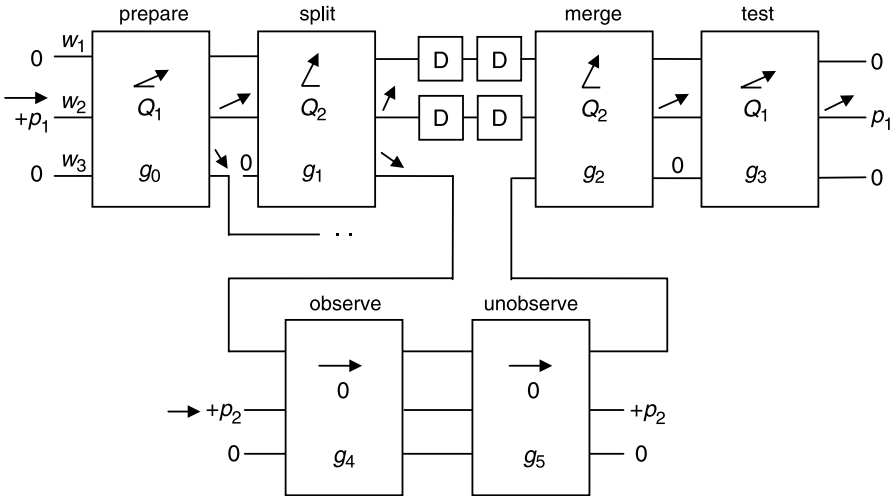 prepare split merge test
0 w1 D D D D 0
+p1 w2 Q1 Q2 Q2 Q1 p1
0 w3 g0 0 g1 g2 0 g3 0
. .
observe unobserve
0 0
+p2 +p2
0 g4 g5 0